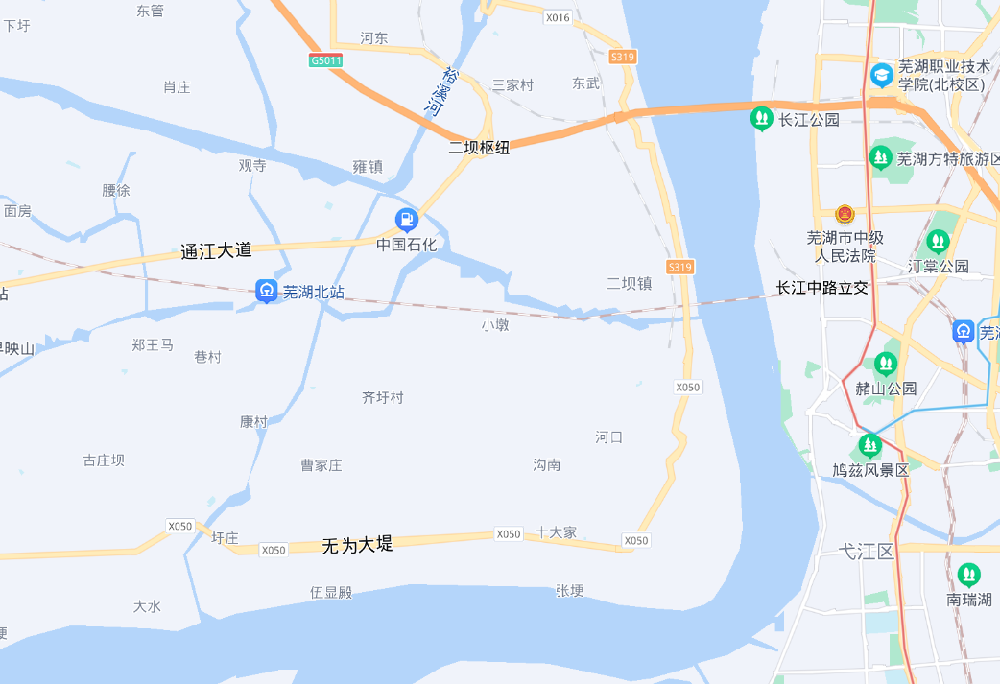 东管
X016
下圩
河东
S319
G5011
裕溪河
芜湖职业技术
学院(北校区)
三家村
东武
肖庄
长江公园
二坝枢纽
芜湖方特旅游区
观寺
雍镇
腰徐
面房
芜湖市中级
人民法院
中国石化
通江大道
汀棠公园
S319
二坝镇
长江中路立交
芜湖北站
站
小墩
芜湖
郑王马
映山
巷村
赭山公园
X050
齐圩村
康村
河口
古庄坝
曹家庄
沟南
鸠兹风景区
X050
圩庄
X050
无为大堤
X050
十大家
X050
弋江区
伍显殿
张埂
南瑞湖
大水
埂